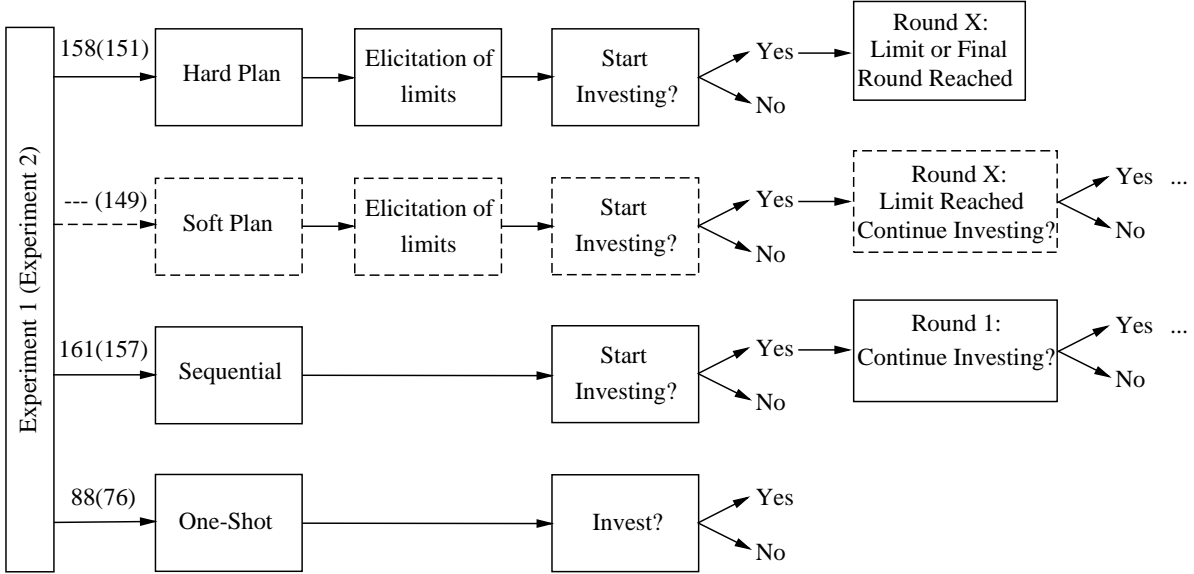 Experiment 1 (Experiment 2)
158(151)
Hard Plan
Elicitation of
limits
Start
Investing?
Yes
No
Round X:
Limit or Final
Round Reached
--- (149)
Soft Plan
Elicitation of
limits
Start
Investing?
Yes
No
Round X:
Limit Reached
Continue Investing?
Yes ...
No
161(157)
Sequential
Start
Investing?
Yes
No
Round 1:
Continue Investing?
Yes ...
No
88(76)
One-Shot
Invest?
Yes
No